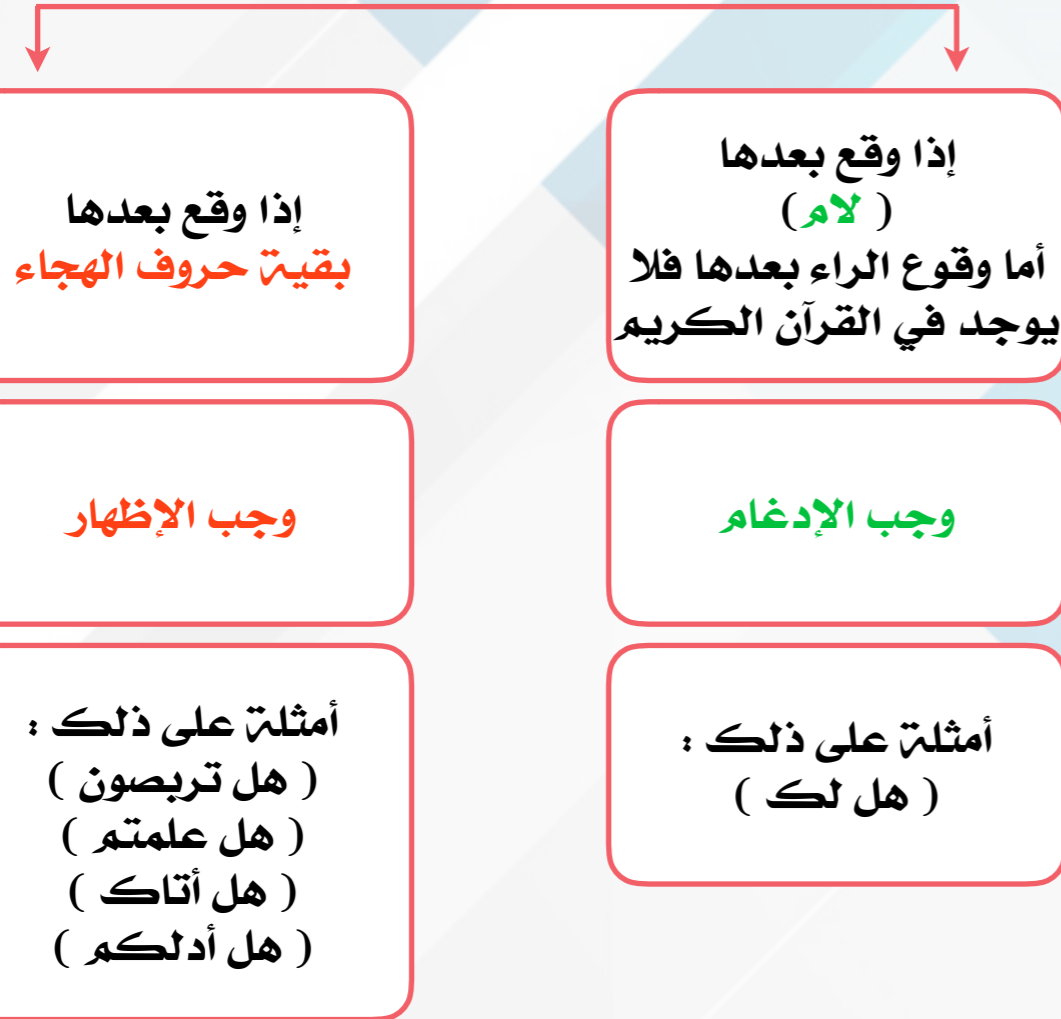 إذا وقع بعدها
( لام )
أما وقوع الراء بعدها فلا
يوجد في القرآن الكريم
إذا وقع بعدها
بقية حروف الهجاء
وجب الإدغام
وجب الإظهار
أمثلة على ذلك :
( هل لك )
أمثلة على ذلك :
( هل تربصون )
( هل علمتم )
( هل أتاك )
( هل أدلكم )